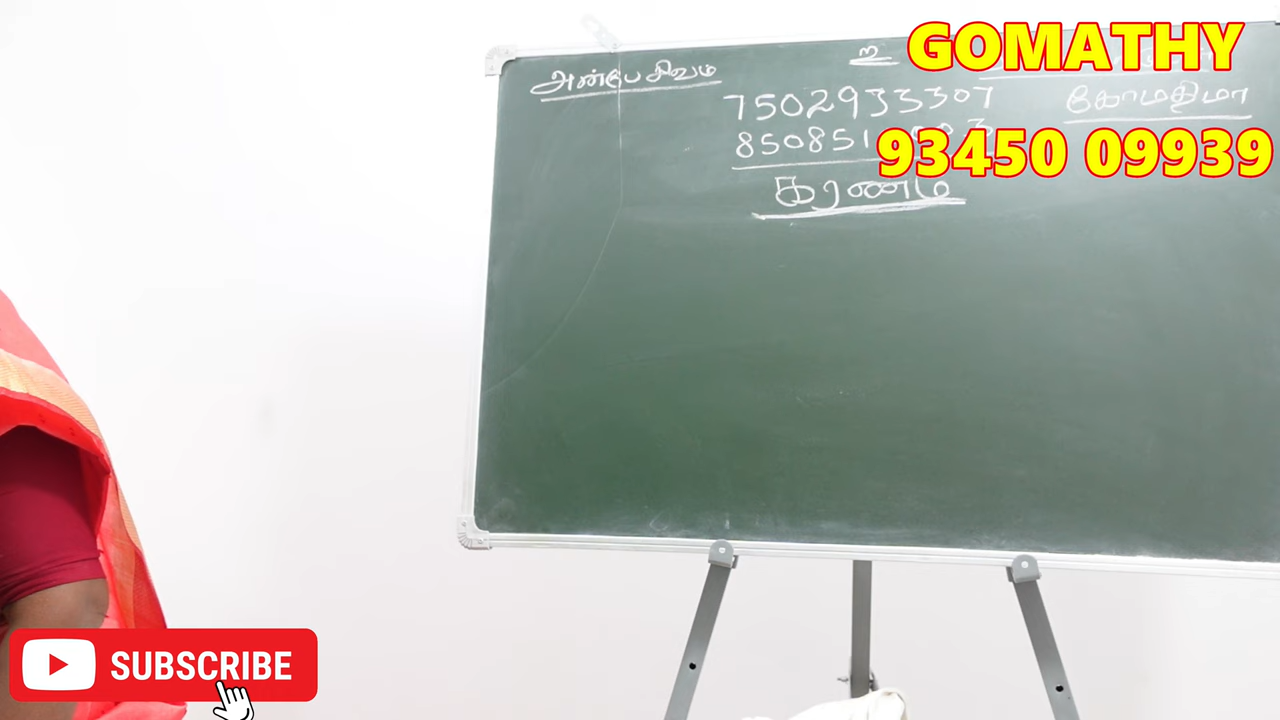 GOMATHY
உ
அன்பே சிவம்
7502933307
கோமதிமா
93450 09939
கரணம்
SUBSCRIBE